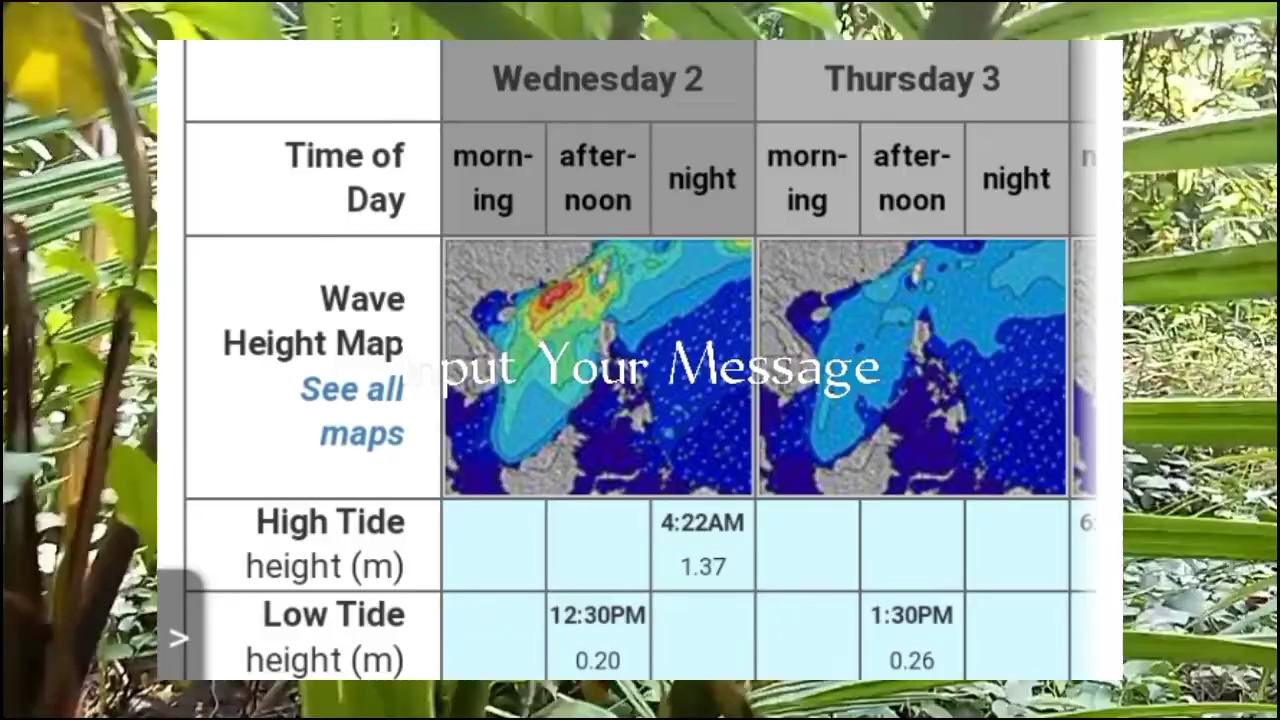 Wednesday 2
Thursday 3
Time of
Day
morn-
ing
after-
noon
night
morn-
ing
after-
noon
night
Wave
Height Map
See all
maps
Input Your Message
High Tide
height (m)
4:22AM
1.37
Low Tide
height (m)
12:30PM
0.20
1:30PM
0.26
>